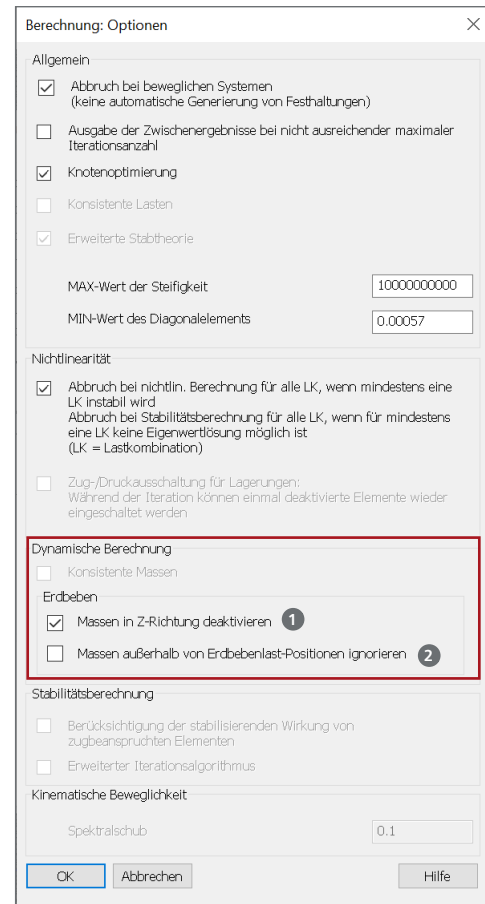 Berechnung: Optionen
Allgemein
Abbruch bei beweglichen Systemen
(keine automatische Generierung von Festhaltungen)
Ausgabe der Zwischenergebnisse bei nicht ausreichender maximaler
Iterationsanzahl
Knotenoptimierung
Konsistente Lasten
Erweiterte Stabtheorie
MAX-Wert der Steifigkeit 10000000000
MIN-Wert des Diagonalelements 0.00057
Nichtlinearität
Abbruch bei nichtlin. Berechnung für alle LK, wenn mindestens eine
LK instabil wird
Abbruch bei Stabilitätsberechnung für alle LK, wenn für mindestens
eine LK keine Eigenwertlösung möglich ist
(LK = Lastkombination)
Zug-/Druckausschaltung für Lagerungen:
Während der Iteration können einmal deaktivierte Elemente wieder
eingeschaltet werden
Dynamische Berechnung
Konsistente Massen
Erdbeben
Massen in Z-Richtung deaktivieren 1
Massen außerhalb von Erdbebenlast-Positionen ignorieren 2
Stabilitätsberechnung
Berücksichtigung der stabilisierenden Wirkung von
zugbeanspruchten Elementen
Erweiterter Iterationsalgorithmus
Kinematische Beweglichkeit
Spektralschub 0.1
OK Abbrechen Hilfe